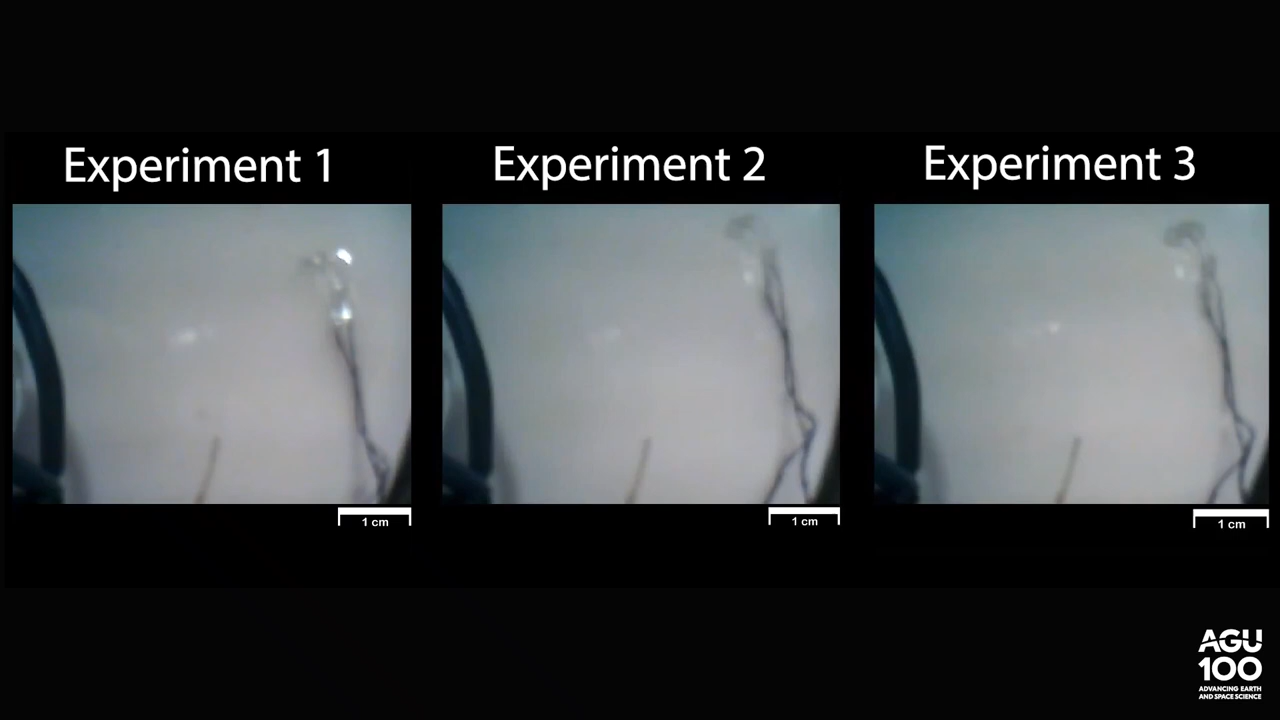 Experiment 1
Experiment 2
Experiment 3
1 cm
1 cm
1 cm
AGU
100
ADVANCING EARTH
AND SPACE SCIENCE